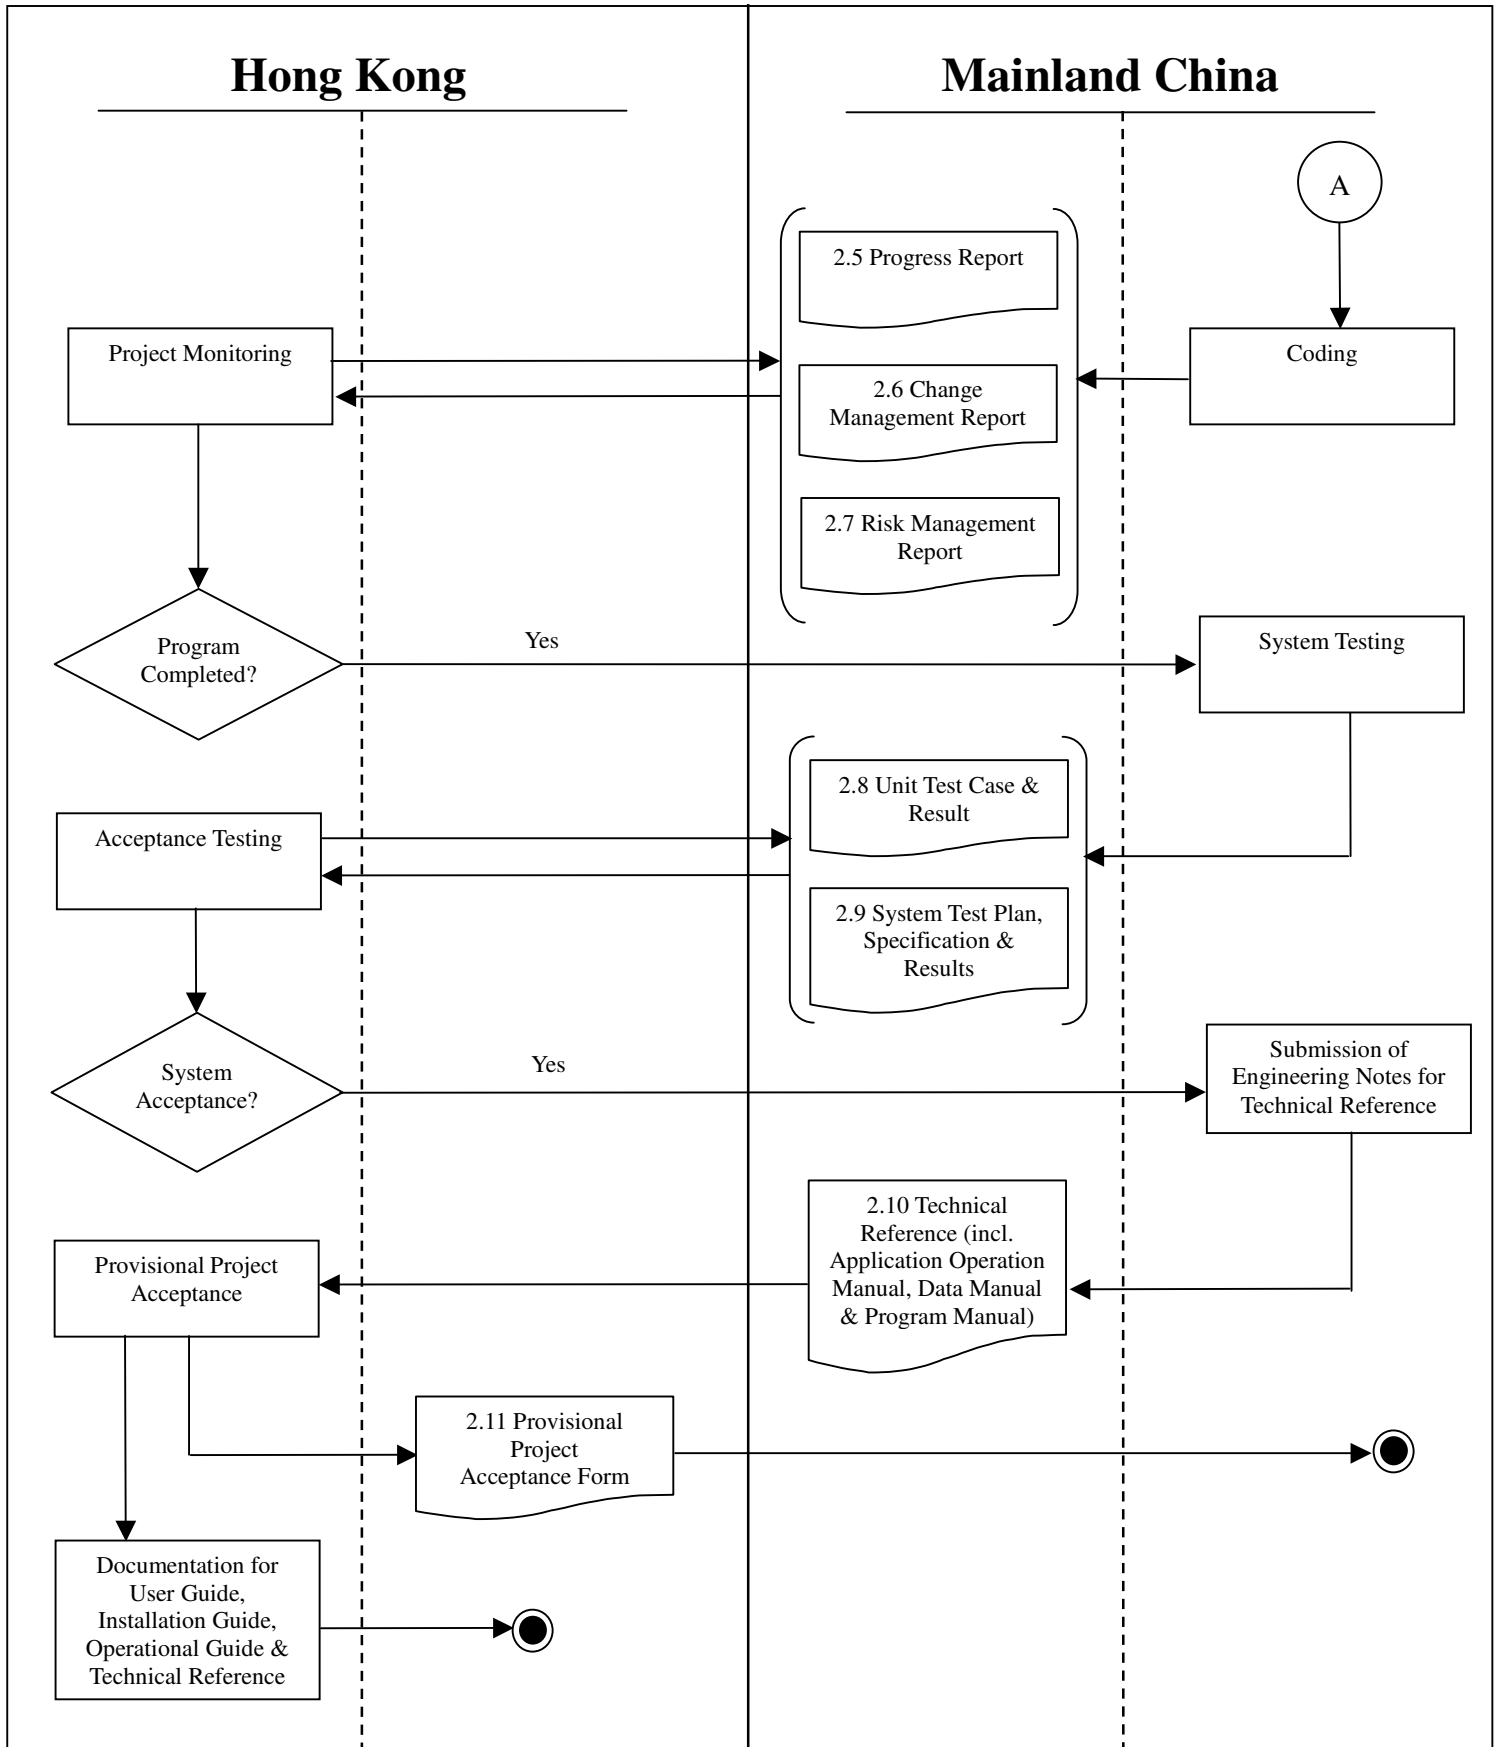 Hong Kong
Mainland China
A
2.5 Progress Report
Project Monitoring
Coding
2.6 Change
Management Report
2.7 Risk Management
Report
Program
Completed?
Yes
System Testing
2.8 Unit Test Case &
Result
Acceptance Testing
2.9 System Test Plan,
Specification &
Results
System
Acceptance?
Yes
Submission of
Engineering Notes for
Technical Reference
2.10 Technical
Reference (incl.
Application Operation
Manual, Data Manual
& Program Manual)
Provisional Project
Acceptance
2.11 Provisional
Project
Acceptance Form
Documentation for
User Guide,
Installation Guide,
Operational Guide &
Technical Reference